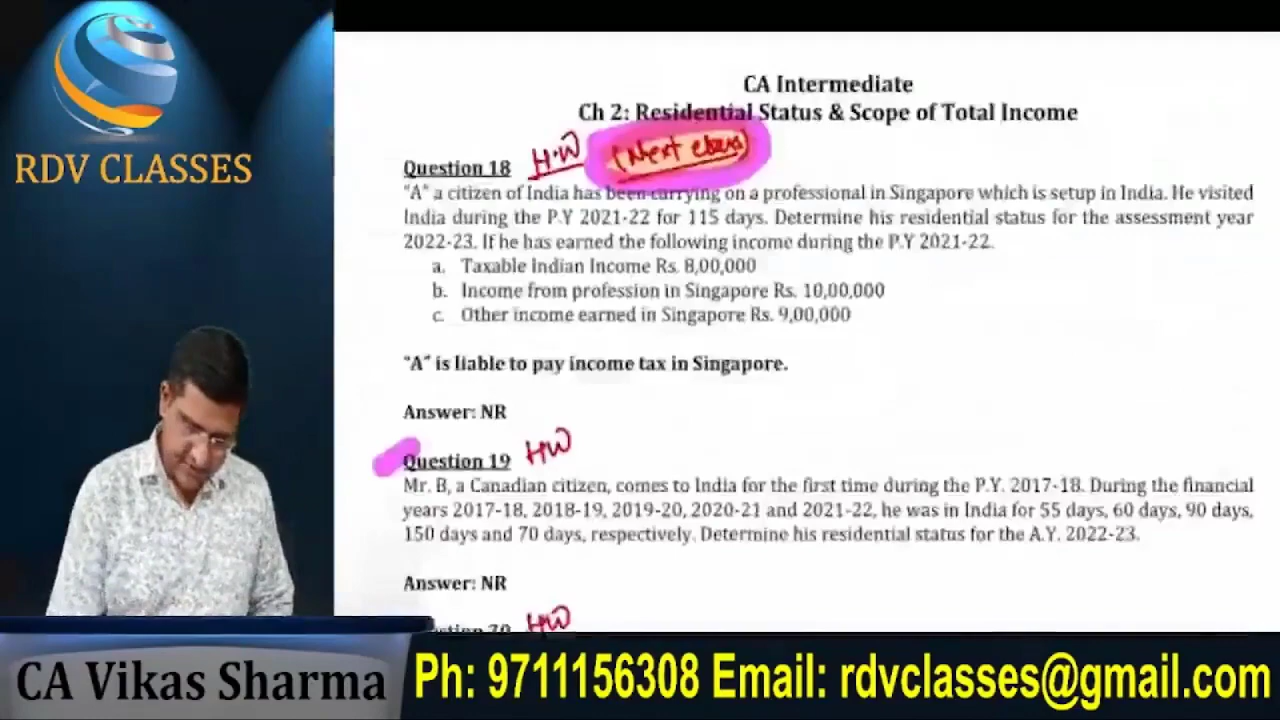 RDV CLASSES
CA Intermediate
Ch 2: Residential Status & Scope of Total Income
Question 18 H.W (Next class)
"A" a citizen of India has been carrying on a professional in Singapore which is setup in India. He visited
India during the P.Y 2021-22 for 115 days. Determine his residential status for the assessment year
2022-23. If he has earned the following income during the P.Y 2021-22.
a. Taxable Indian Income Rs. 8,00,000
b. Income from profession in Singapore Rs. 10,00,000
c. Other income earned in Singapore Rs. 9,00,000
"A" is liable to pay income tax in Singapore.
Answer: NR
Question 19 HW
Mr. B, a Canadian citizen, comes to India for the first time during the P.Y. 2017-18. During the financial
years 2017-18, 2018-19, 2019-20, 2020-21 and 2021-22, he was in India for 55 days, 60 days, 90 days,
150 days and 70 days, respectively. Determine his residential status for the A.Y. 2022-23.
Answer: NR
HW
CA Vikas Sharma
Ph: 9711156308 Email: rdvclasses@gmail.com